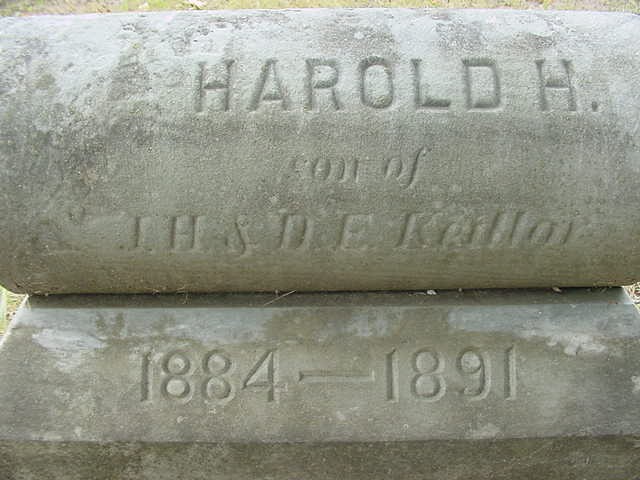 HAROLD H.
son of
J. H. & D. E. Keillor
1884—1891